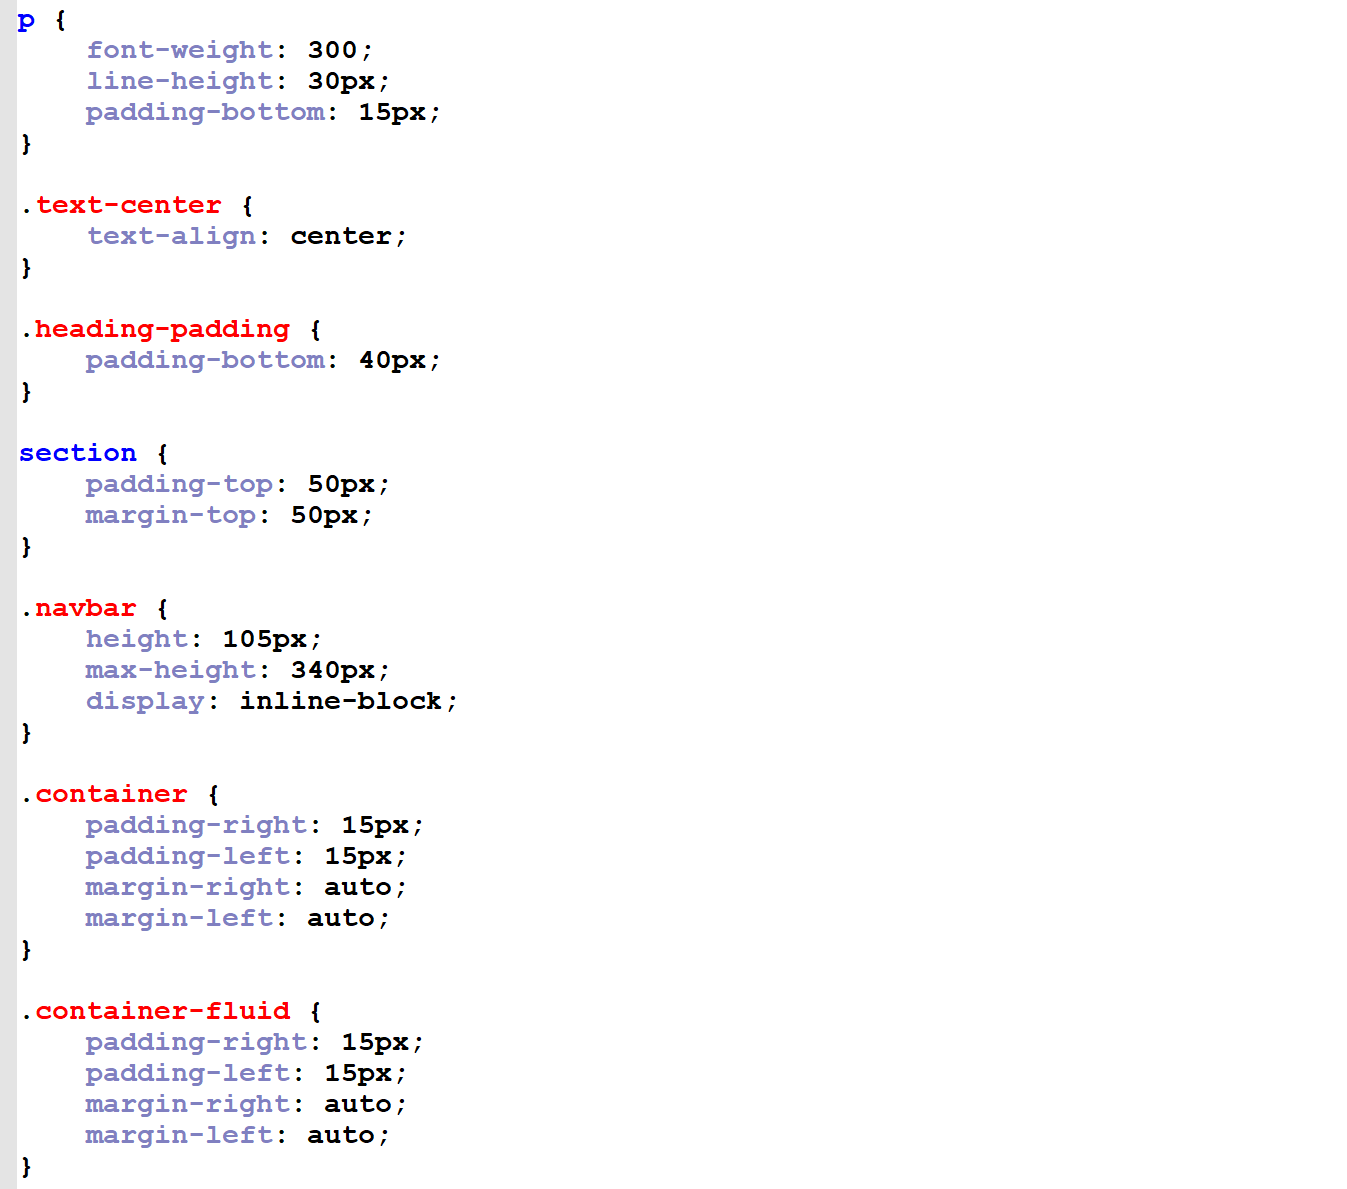 p {
    font-weight: 300;
    line-height: 30px;
    padding-bottom: 15px;
}

.text-center {
    text-align: center;
}

.heading-padding {
    padding-bottom: 40px;
}

section {
    padding-top: 50px;
    margin-top: 50px;
}

.navbar {
    height: 105px;
    max-height: 340px;
    display: inline-block;
}

.container {
    padding-right: 15px;
    padding-left: 15px;
    margin-right: auto;
    margin-left: auto;
}

.container-fluid {
    padding-right: 15px;
    padding-left: 15px;
    margin-right: auto;
    margin-left: auto;
}